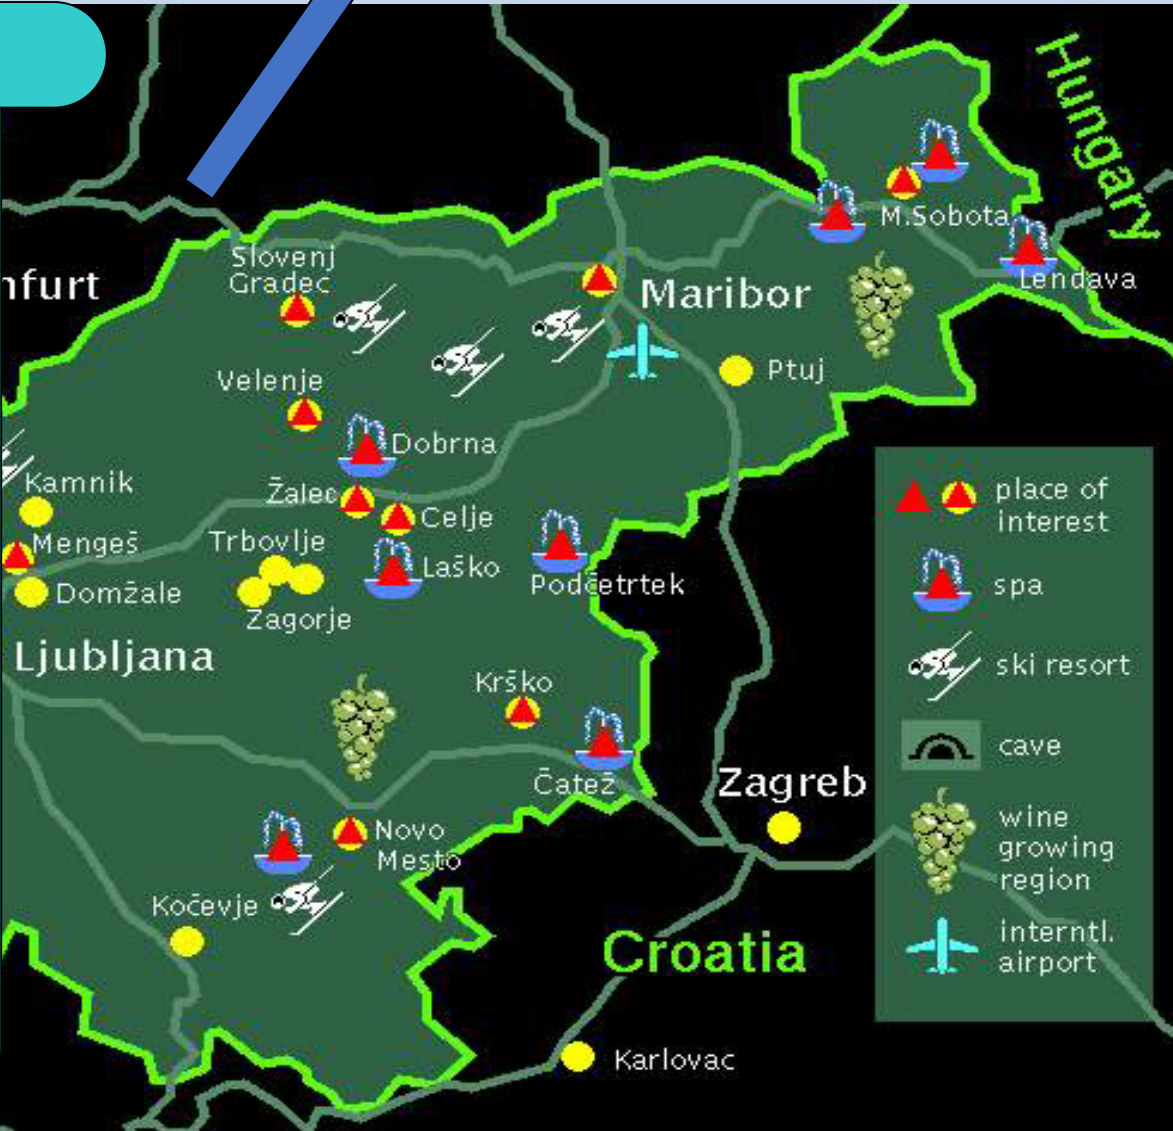 Hungary
M.Sobota
Slovenj
Gradec
nfurt
Maribor
Lendava
Ptuj
Velenje
Dobrna
Kamnik
Žalec
Celje
Mengeš
Trbovlje
Laško
Podčetrtek
Domžale
Zagorje
Ljubljana
Krško
Čatež
Zagreb
Novo
Mesto
Kočevje
Croatia
Karlovac
place of
interest
spa
ski resort
cave
wine
growing
region
interntl.
airport